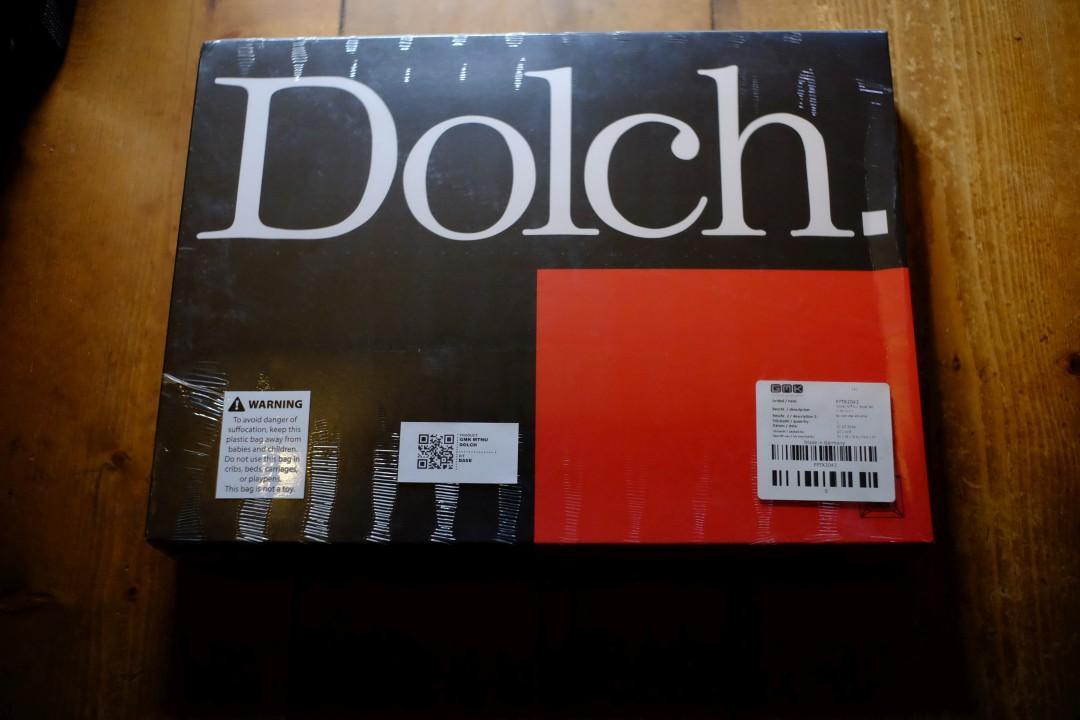 Dolch.
WARNING
To avoid danger of
suffocation, keep this
plastic bag away from
babies and children.
Do not use this bag in
cribs, beds, carriages,
or playpens.
This bag is not a toy.
PRODUCT
GMK MTNU
DOLCH
KIT
BASE
GMK
Made in Germany